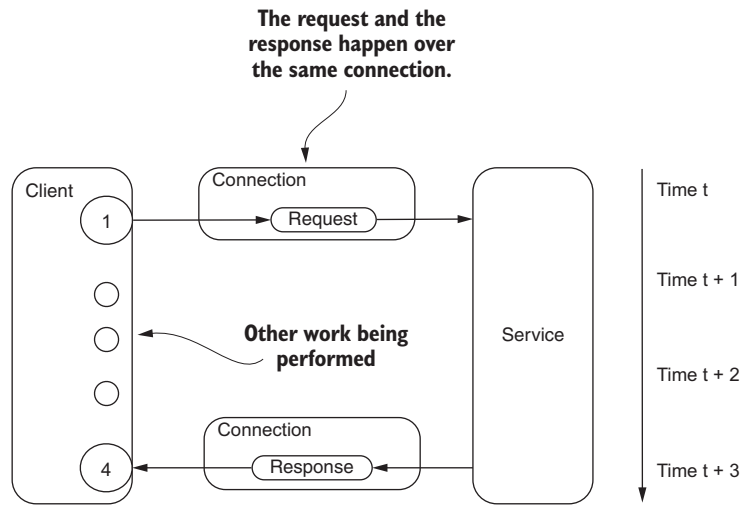 The request and the
response happen over
the same connection.
Client
Connection
Time t
1
Request
Time t + 1
Other work being
performed
Service
Time t + 2
Connection
4
Response
Time t + 3